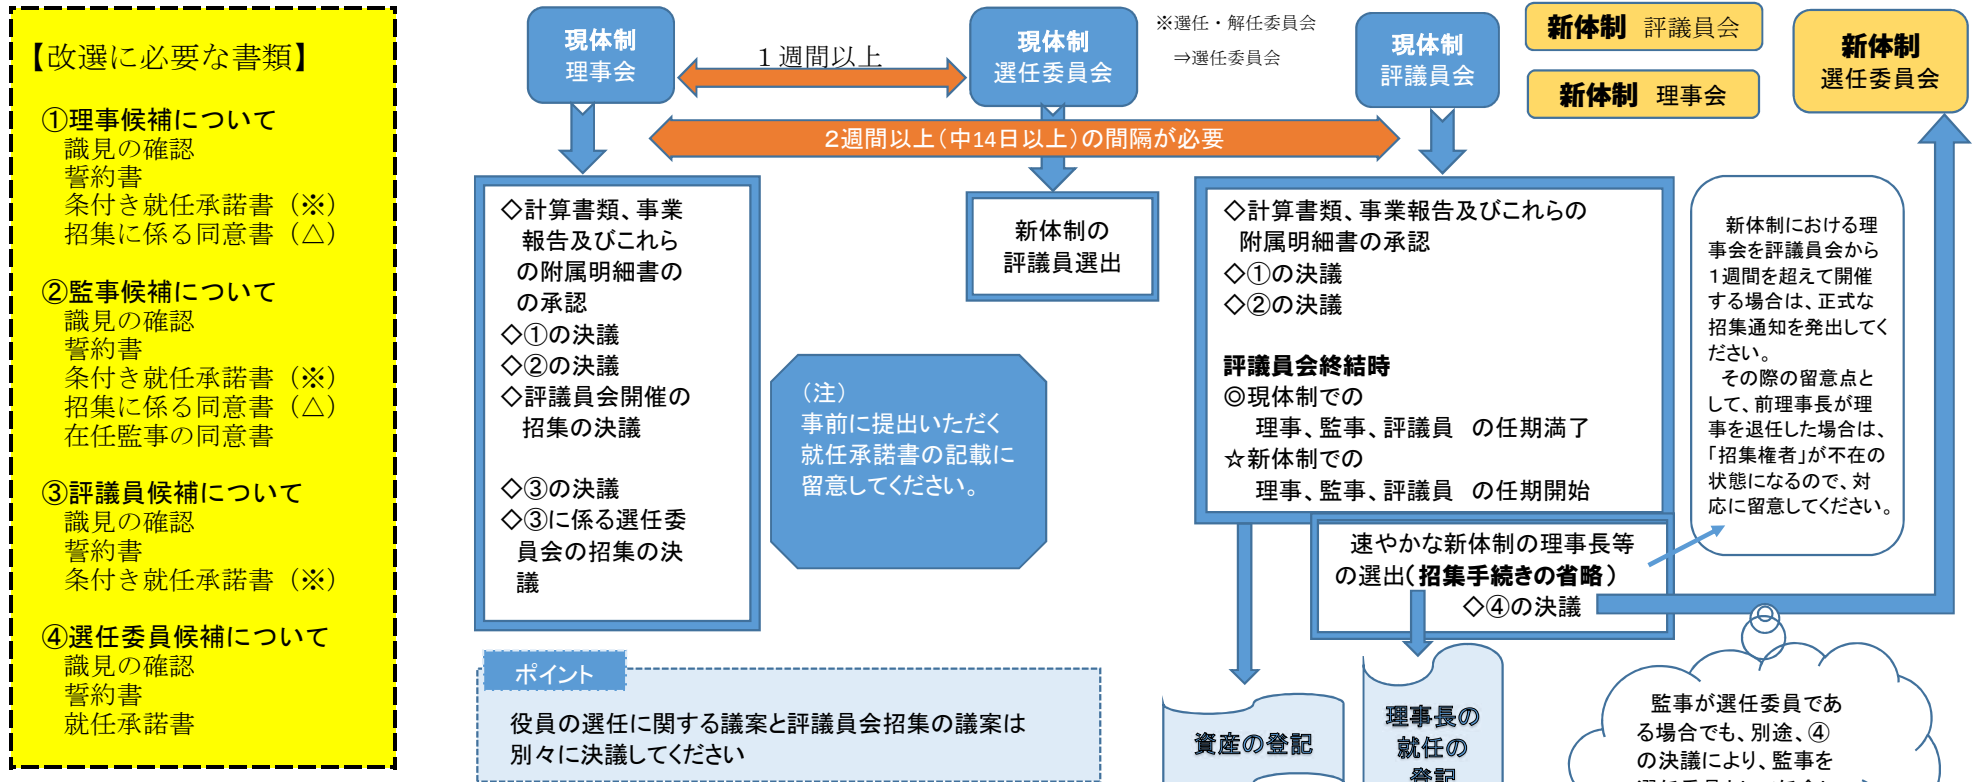 【改選に必要な書類】
①理事候補について
識見の確認
誓約書
条付き就任承諾書（※）
招集に係る同意書（△）
②監事候補について
識見の確認
誓約書
条付き就任承諾書（※）
招集に係る同意書（△）
在任監事の同意書
③評議員候補について
識見の確認
誓約書
条付き就任承諾書（※）
④選任委員候補について
識見の確認
誓約書
就任承諾書
現体制
理事会
１週間以上
現体制
選任委員会
※選任・解任委員会
⇒選任委員会
現体制
評議員会
新体制　評議員会
新体制　理事会
新体制
選任委員会
２週間以上（中14日以上）の間隔が必要
◇計算書類、事業
報告及びこれら
の附属明細書の
の承認
◇①の決議
◇②の決議
◇評議員会開催の
招集の決議
◇③の決議
◇③に係る選任委
員会の招集の決
議
新体制の
評議員選出
（注）
事前に提出いただく
就任承諾書の記載に
留意してください。
◇計算書類、事業報告及びこれらの
附属明細書の承認
◇①の決議
◇②の決議
評議員会終結時
◎現体制での
理事、監事、評議員　の任期満了
☆新体制での
理事、監事、評議員　の任期開始
速やかな新体制の理事長等
の選出（招集手続きの省略）
◇④の決議
新体制における理
事会を評議員会から
１週間を超えて開催
する場合は、正式な
招集通知を発出してく
ださい。
その際の留意点と
して、前理事長が理
事を退任した場合は、
「招集権者」が不在の
状態になるので、対
応に留意してください。
ポイント
役員の選任に関する議案と評議員会招集の議案は
別々に決議してください
資産の登記
理事長の
就任の
登記
監事が選任委員であ
る場合でも、別途、④
の決議により、監事を